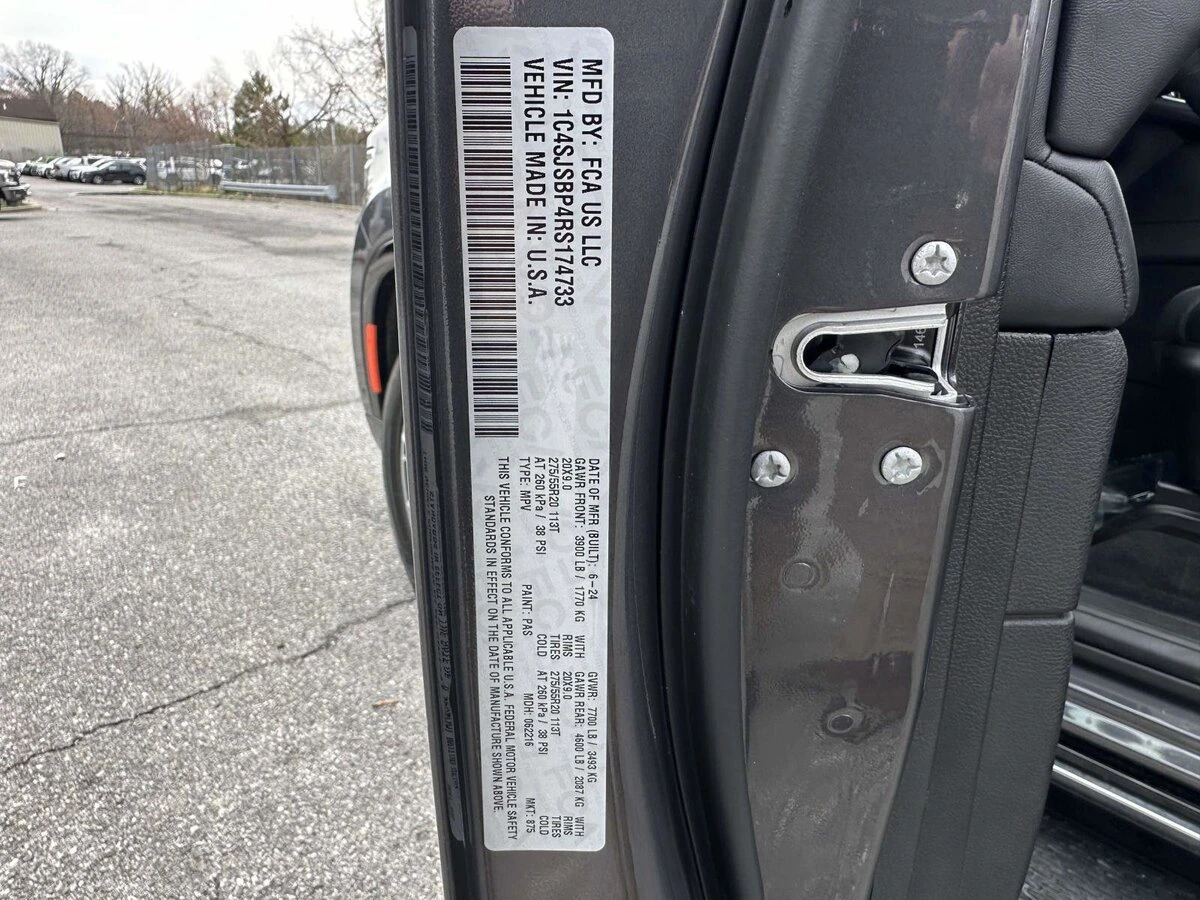 MFD BY: FCA US LLC
VIN: 1C4SJSBP4RS174733
VEHICLE MADE IN: U.S.A.
DATE OF MFR (BUILT): 6-24 GVWR: 7700 LB / 3493 KG
GAWR FRONT: 3900 LB / 1770 KG WITH GAWR REAR: 4600 LB / 2087 KG WITH
20X9.0 RIMS 20X9.0 RIMS
275/55R20 113T TIRES 275/55R20 113T TIRES
AT 260 kPa / 38 PSI COLD AT 260 kPa / 38 PSI COLD
TYPE: MPV PAINT: PAS MDH: 062216 MKT: 875
THIS VEHICLE CONFORMS TO ALL APPLICABLE U.S.A. FEDERAL MOTOR VEHICLE SAFETY
STANDARDS IN EFFECT ON THE DATE OF MANUFACTURE SHOWN ABOVE.